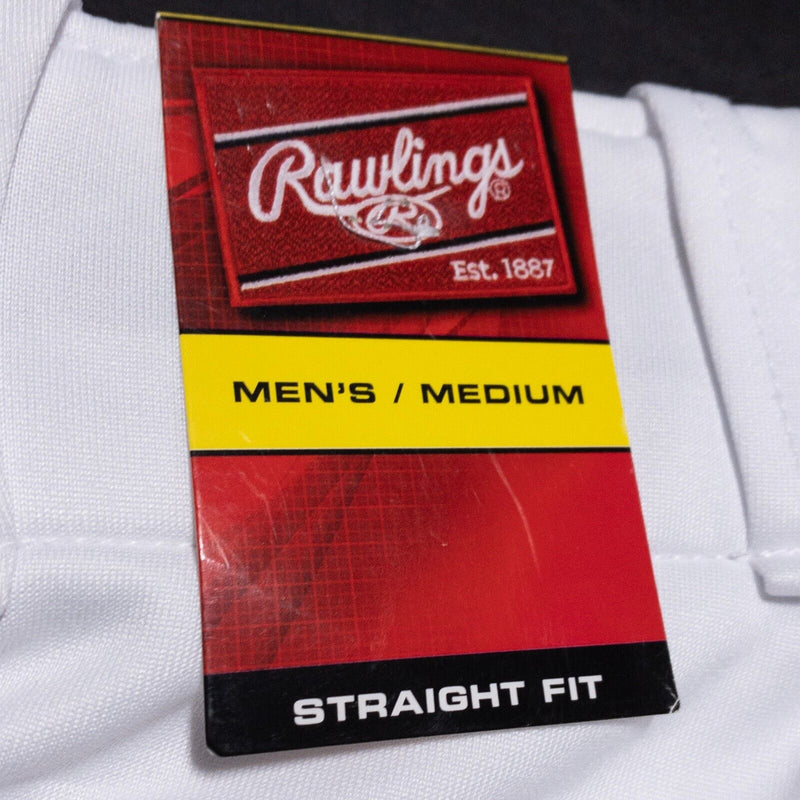 Rawlings®
R
Est. 1887
MEN'S / MEDIUM
STRAIGHT FIT